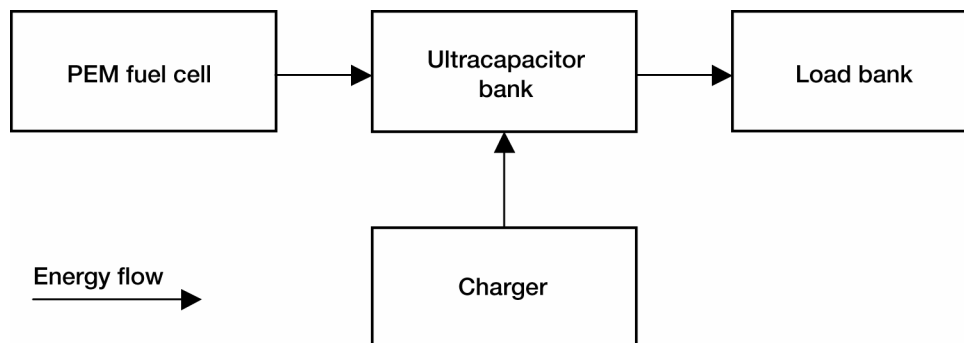 PEM fuel cell
Ultracapacitor
bank
Load bank
Energy flow
Charger